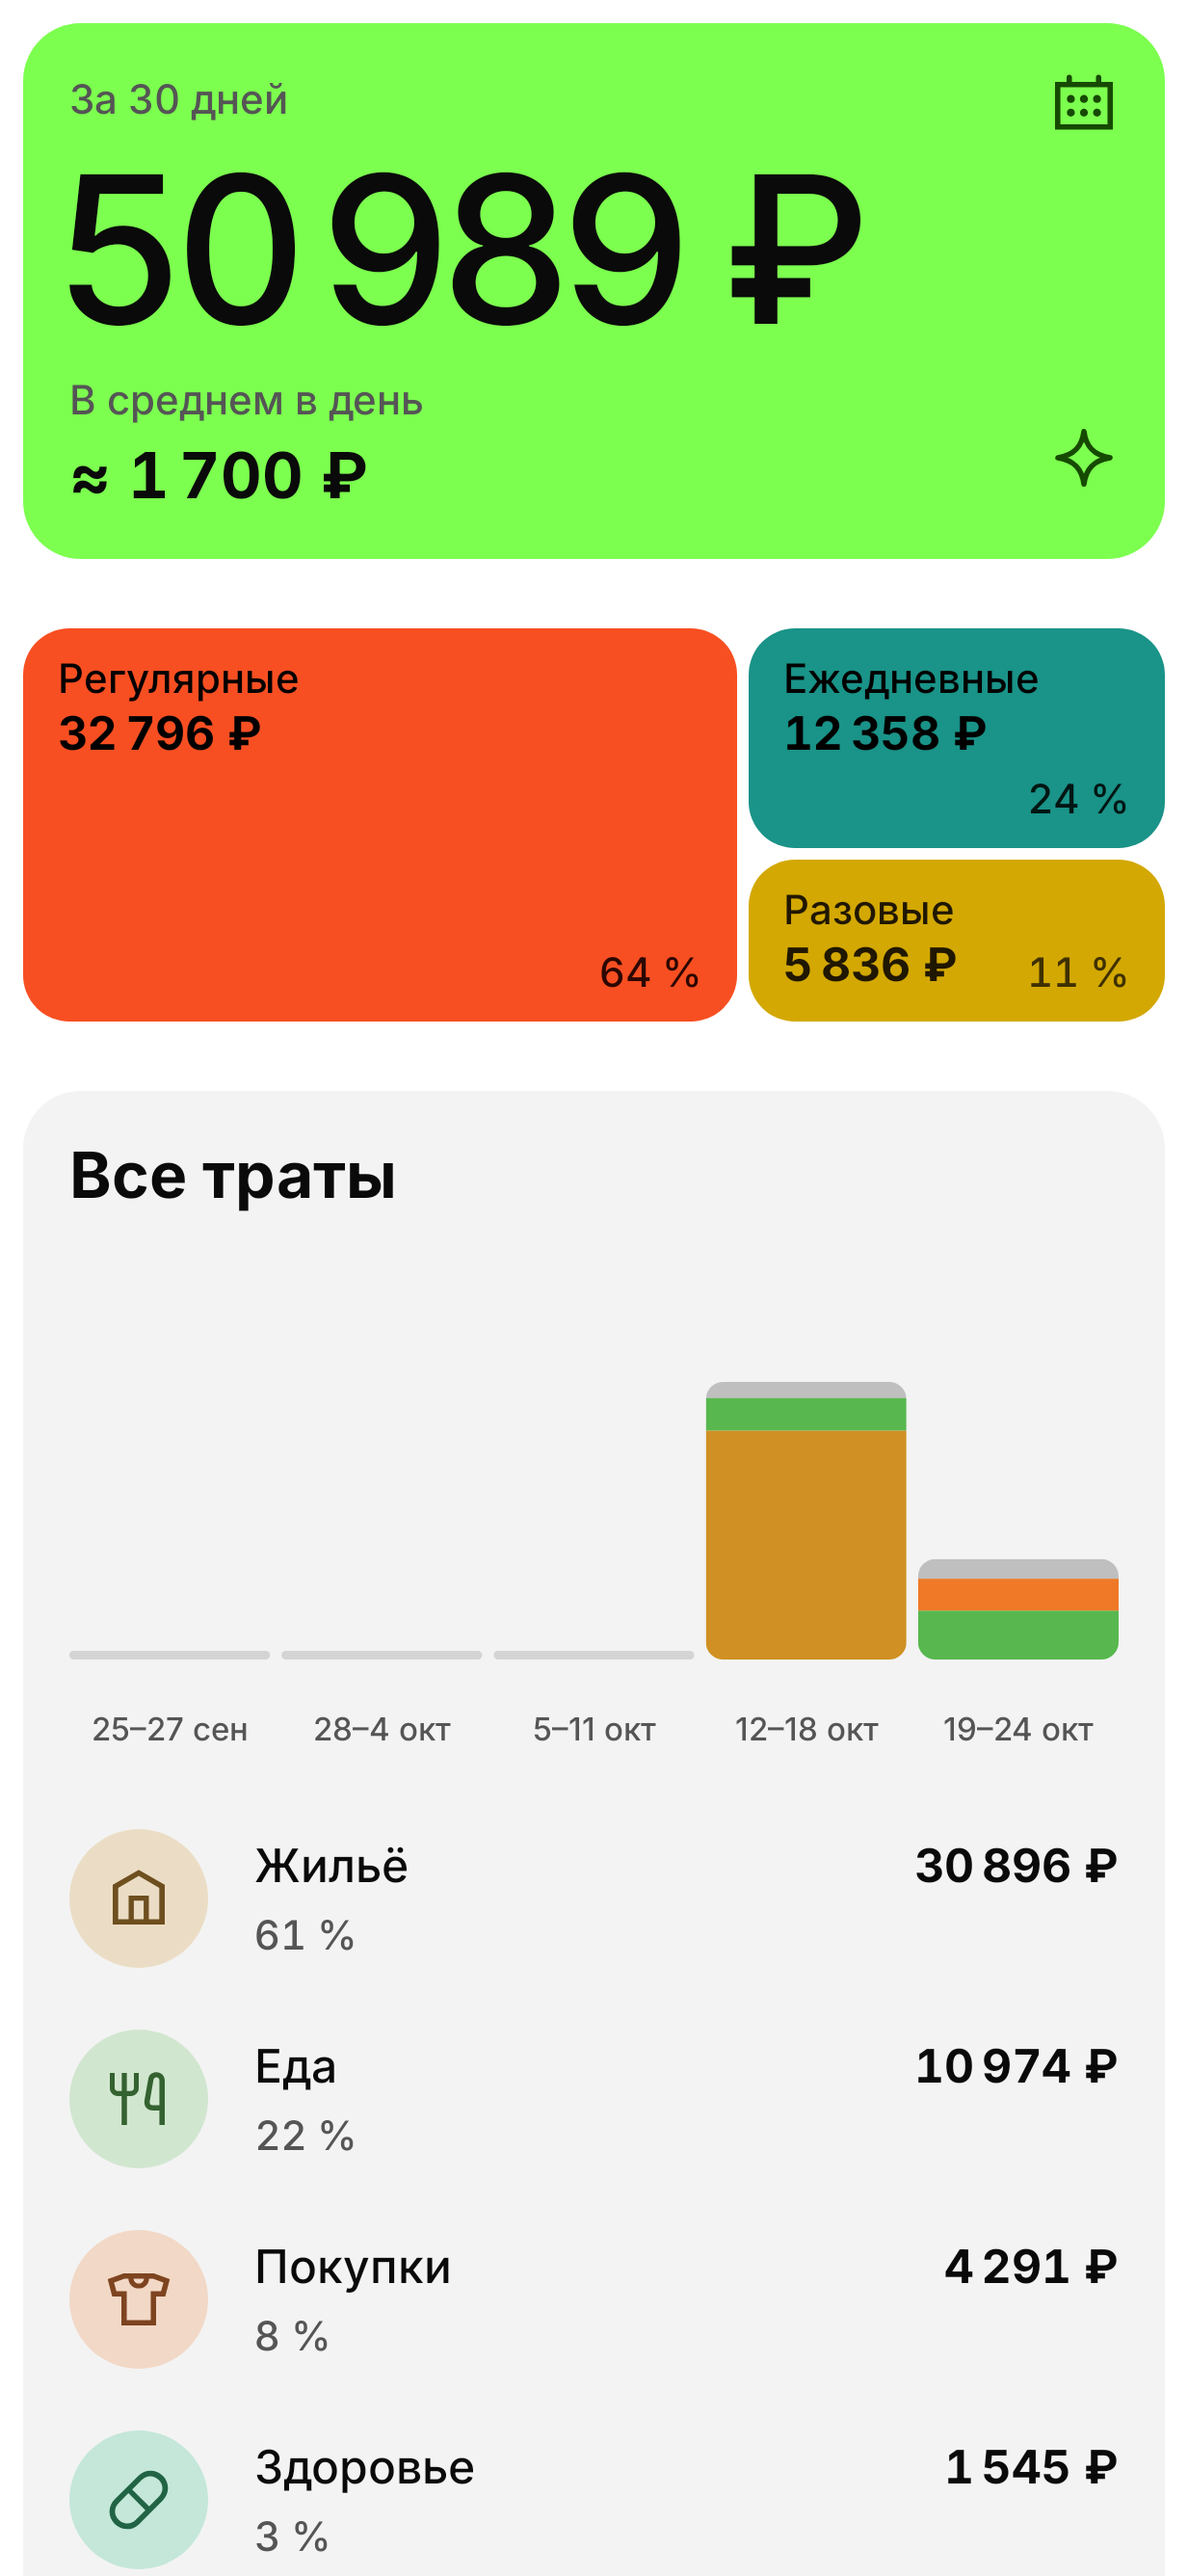 За 30 дней
50 989 ₽
В среднем в день
≈ 1 700 ₽
Регулярные
32 796 ₽
64 %
Ежедневные
12 358 ₽
24 %
Разовые
5 836 ₽
11 %
Все траты
25–27 сен
28–4 окт
5–11 окт
12–18 окт
19–24 окт
Жильё
30 896 ₽
61 %
Еда
10 974 ₽
22 %
Покупки
4 291 ₽
8 %
Здоровье
1 545 ₽
3 %